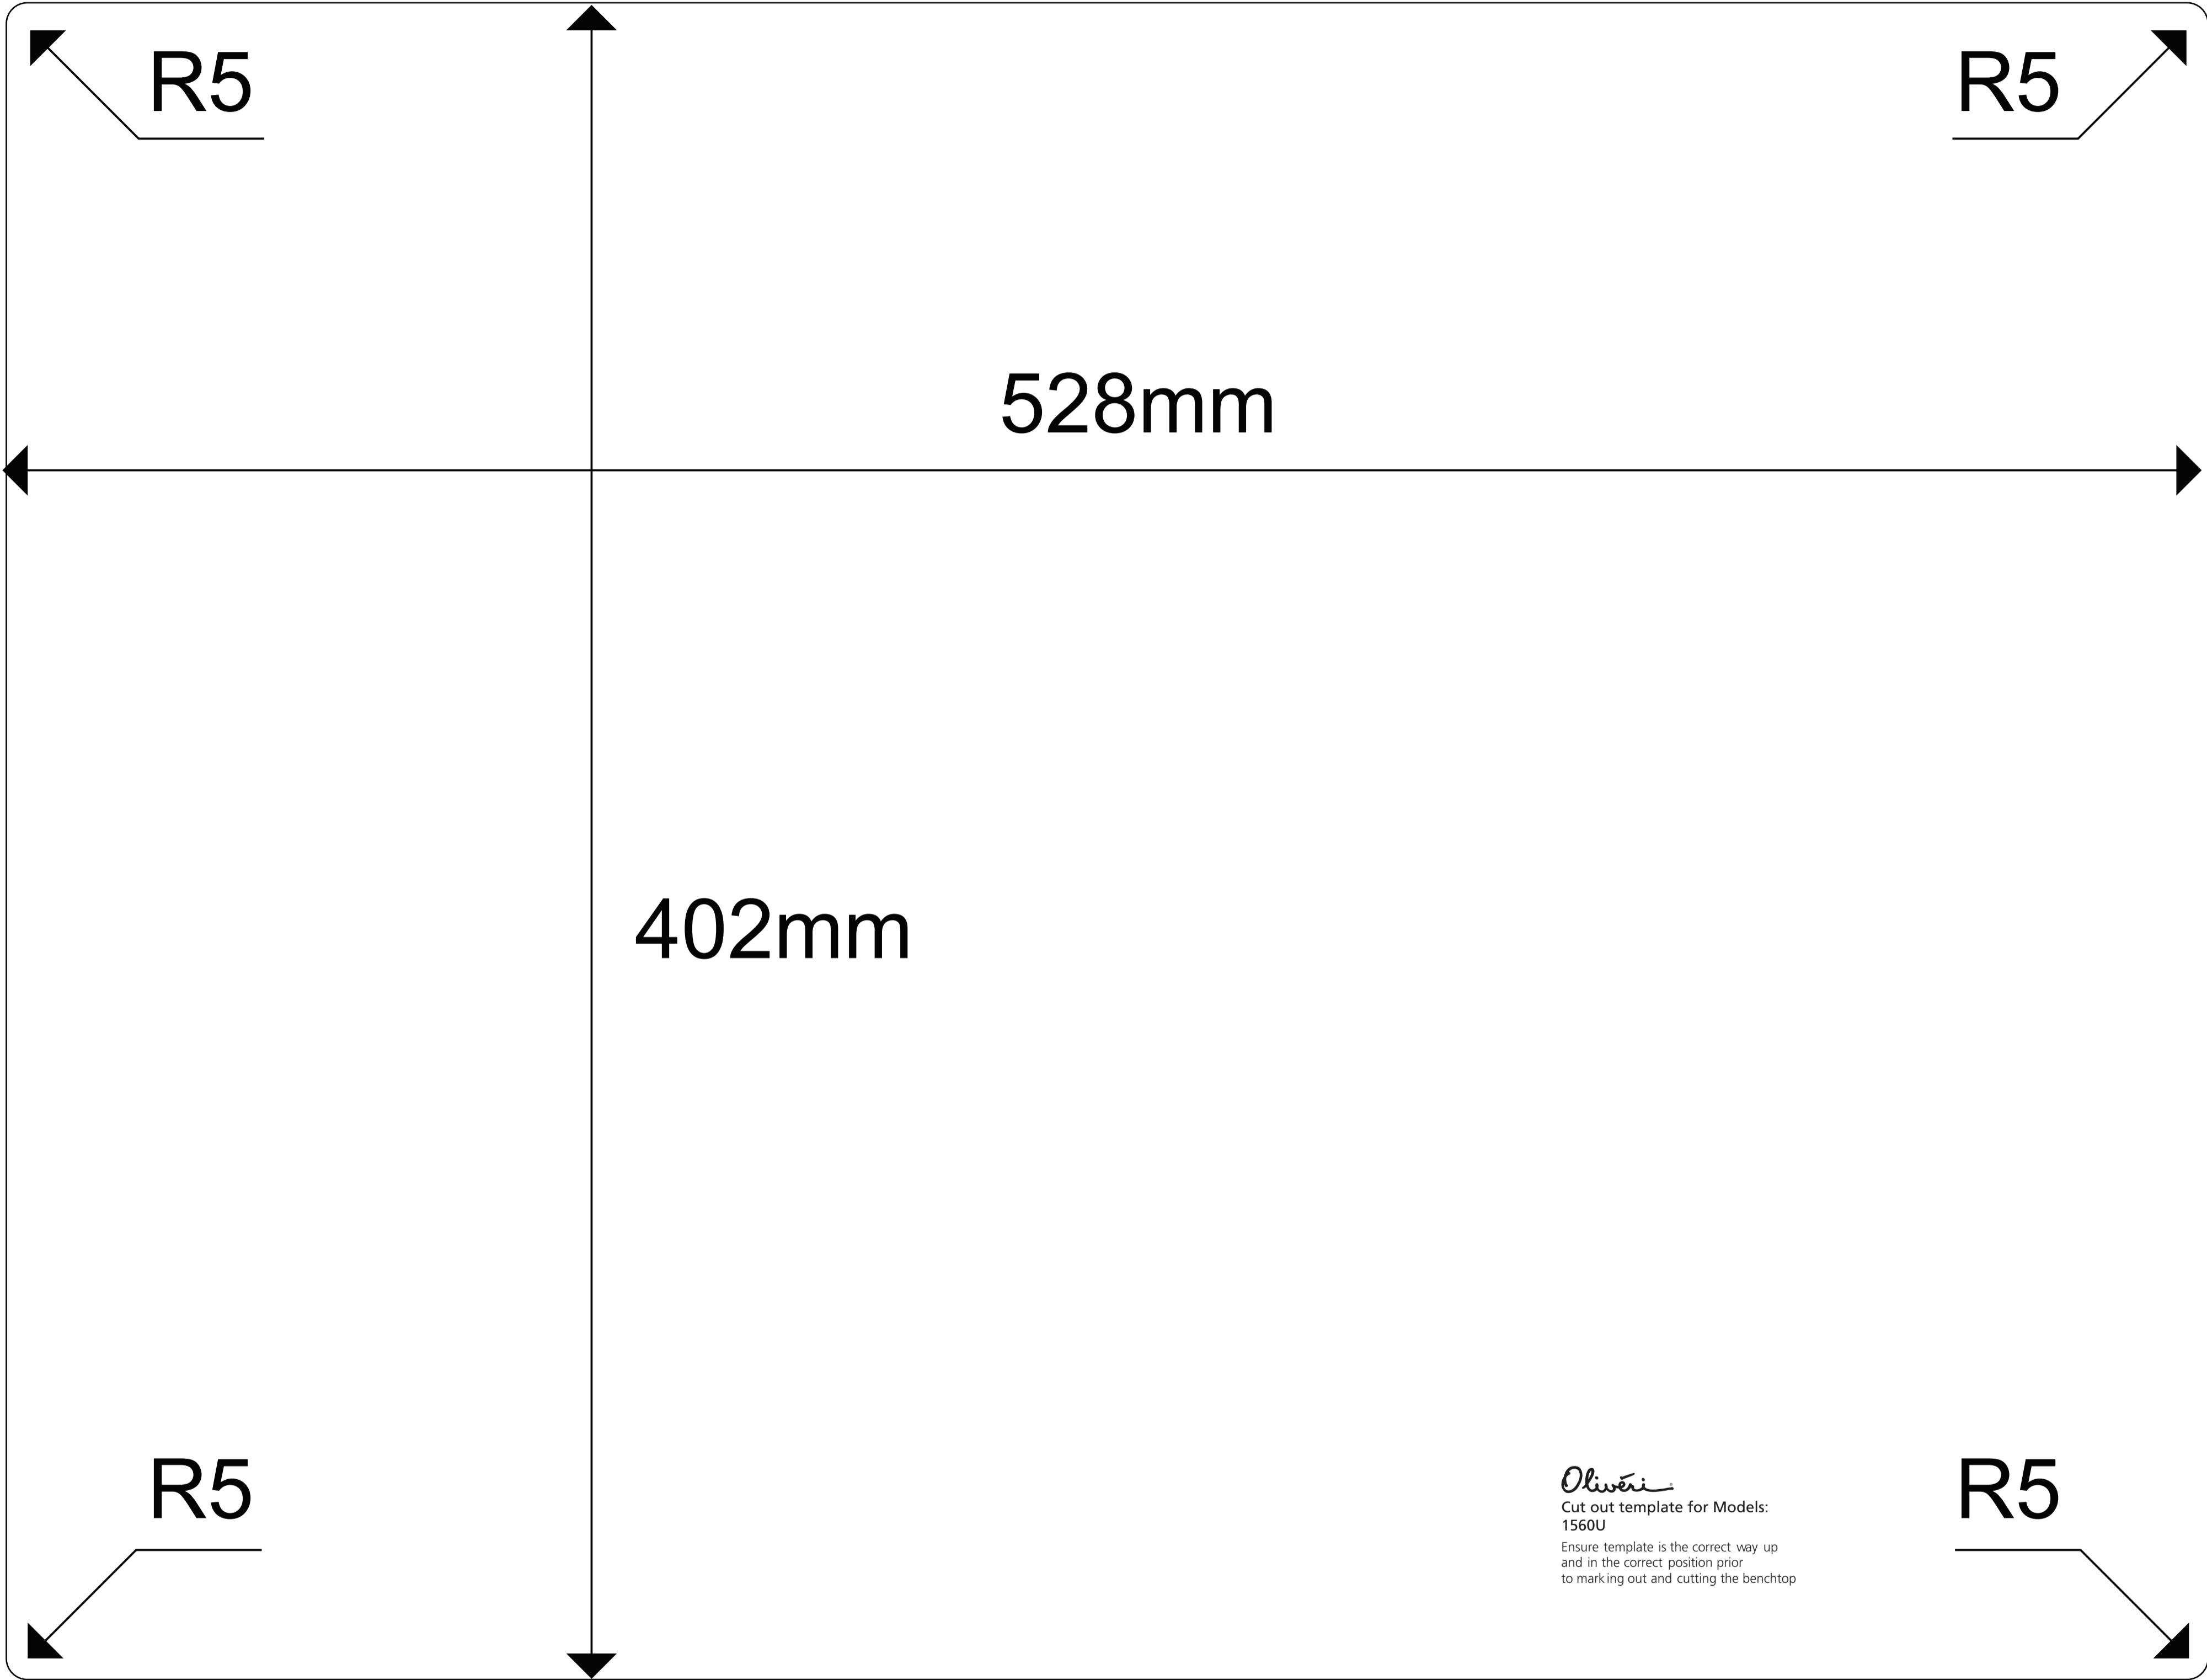 R5 R5
528mm
402mm
R5 R5
Olivéri
Cut out template for Models:
1560U
Ensure template is the correct way up
and in the correct position prior
to marking out and cutting the benchtop